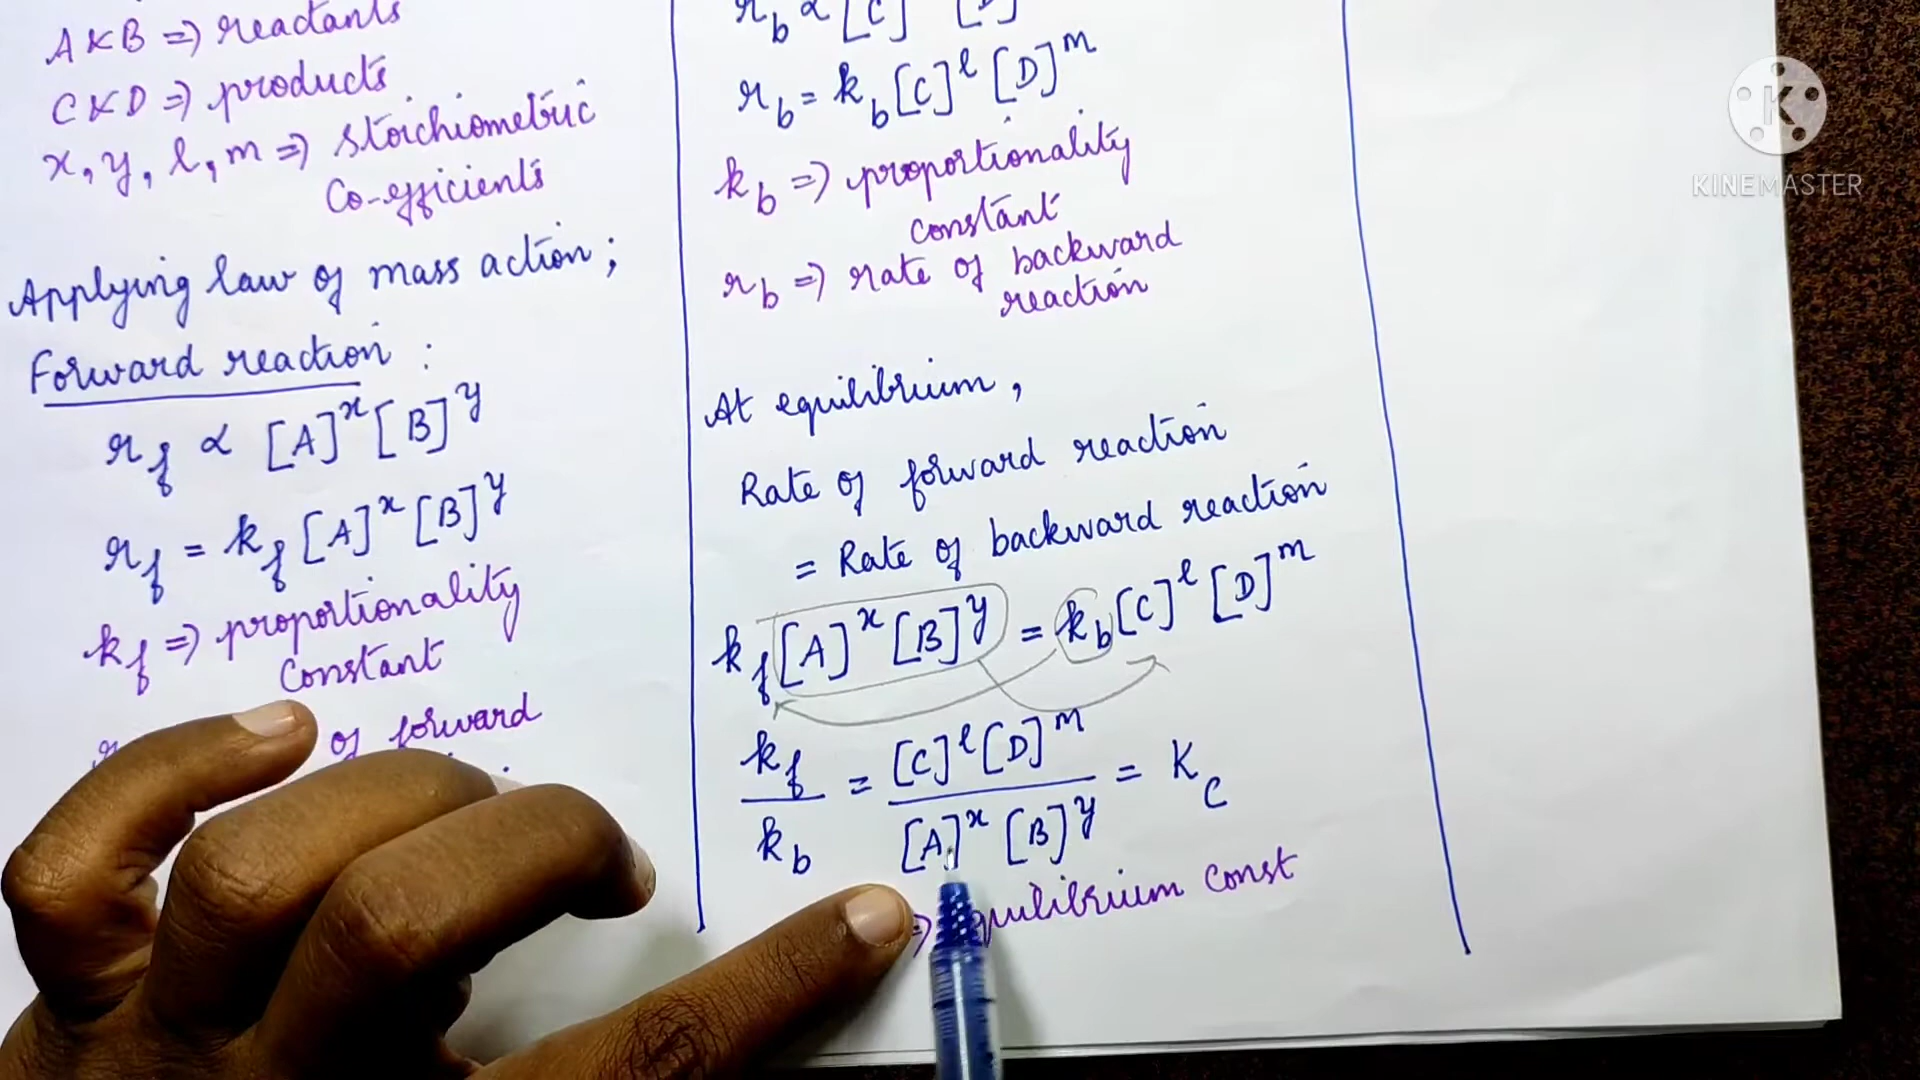 A & B => reactants
C & D => products
x, y, l, m => stoichiometric
Co-efficients
Applying law of mass action ;
Forward reaction :
r_f ∝ [A]^x [B]^y
r_f = k_f [A]^x [B]^y
k_f => proportionality
constant
of forward
r_b ∝ [C]
r_b = k_b [C]^l [D]^m
k_b => proportionality
constant
r_b => rate of backward
reaction
At equilibrium ,
Rate of forward reaction
= Rate of backward reaction
k_f [A]^x [B]^y = k_b [C]^l [D]^m
k_f / k_b = [C]^l [D]^m / [A]^x [B]^y = K_c
=> equilibrium const
K
KINEMASTER